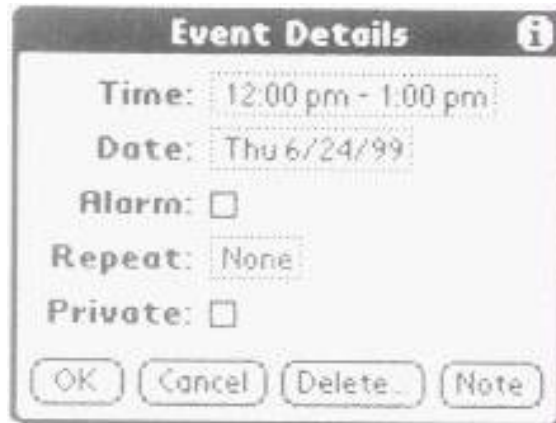 Event Details i
Time: 12:00 pm - 1:00 pm
Date: Thu 6/24/99
Alarm:
Repeat: None
Private:
OK Cancel Delete... Note